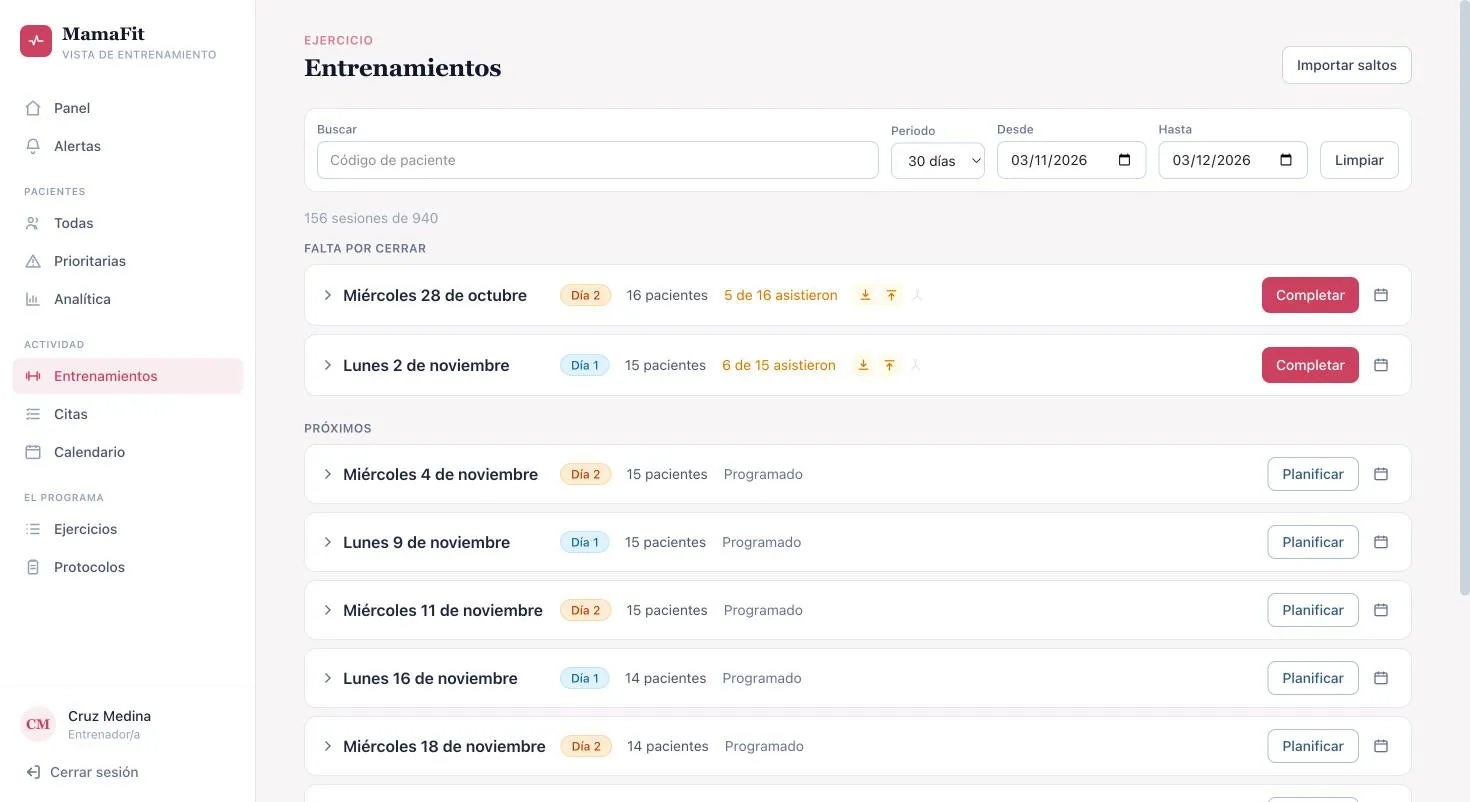 MamaFit
VISTA DE ENTRENAMIENTO
Panel
Alertas
PACIENTES
Todas
Prioritarias
Analítica
ACTIVIDAD
Entrenamientos
Citas
Calendario
EL PROGRAMA
Ejercicios
Protocolos
CM
Cruz Medina
Entrenador/a
Cerrar sesión
EJERCICIO
Entrenamientos
Importar saltos
Buscar Periodo Desde Hasta
Código de paciente 30 días 03/11/2026 03/12/2026 Limpiar
156 sesiones de 940
FALTA POR CERRAR
Miércoles 28 de octubre Día 2 16 pacientes 5 de 16 asistieron Completar
Lunes 2 de noviembre Día 1 15 pacientes 6 de 15 asistieron Completar
PRÓXIMOS
Miércoles 4 de noviembre Día 2 15 pacientes Programado Planificar
Lunes 9 de noviembre Día 1 15 pacientes Programado Planificar
Miércoles 11 de noviembre Día 2 15 pacientes Programado Planificar
Lunes 16 de noviembre Día 1 14 pacientes Programado Planificar
Miércoles 18 de noviembre Día 2 14 pacientes Programado Planificar